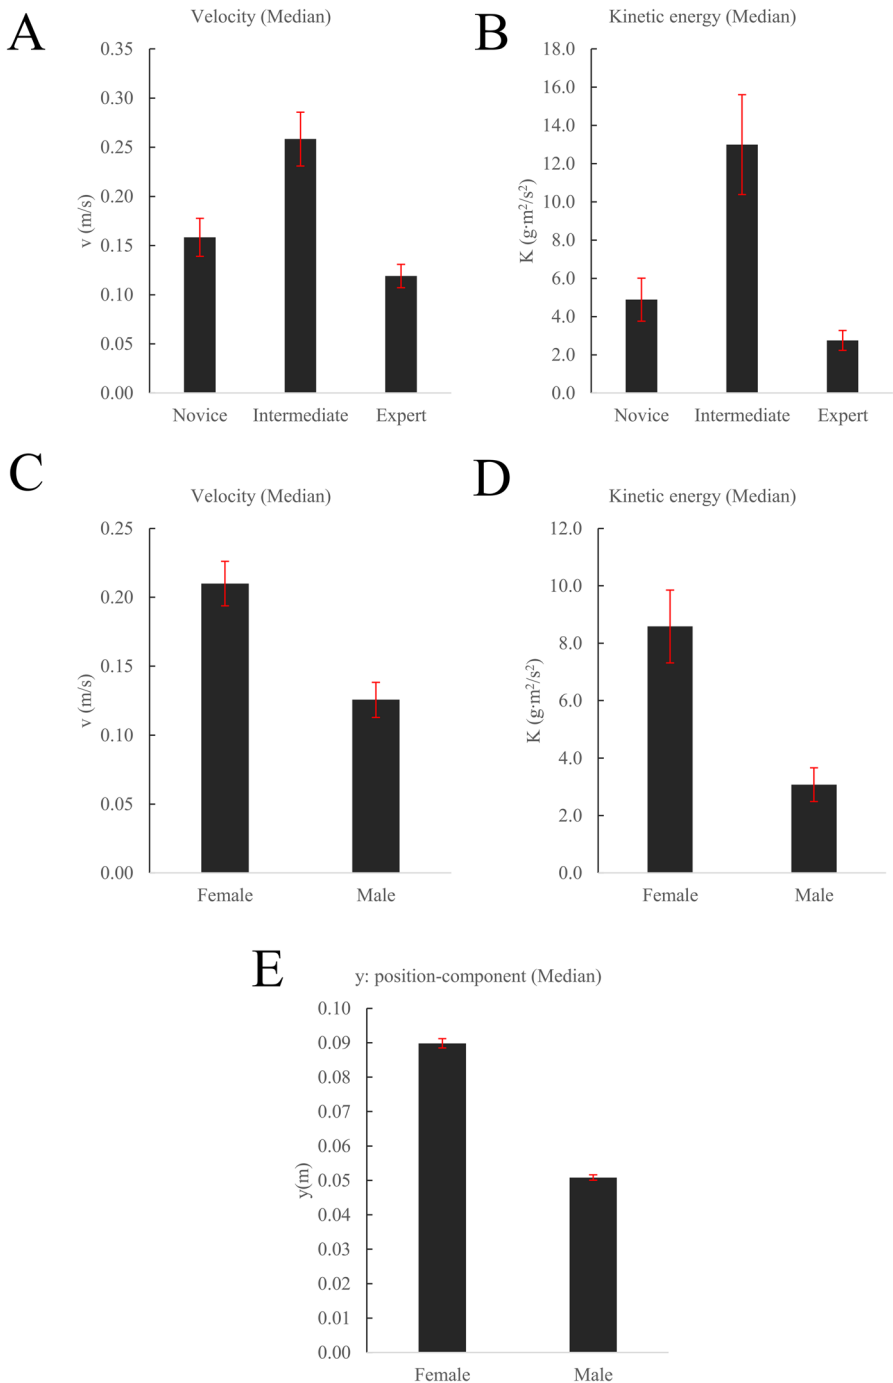 A
Velocity (Median)
v (m/s)
0.35
0.30
0.25
0.20
0.15
0.10
0.05
0.00
Novice Intermediate Expert
B
Kinetic energy (Median)
K (g·m²/s²)
18.0
16.0
14.0
12.0
10.0
8.0
6.0
4.0
2.0
0.0
Novice Intermediate Expert
C
Velocity (Median)
v (m/s)
0.25
0.20
0.15
0.10
0.05
0.00
Female Male
D
Kinetic energy (Median)
K (g·m²/s²)
12.0
10.0
8.0
6.0
4.0
2.0
0.0
Female Male
E
y: position-component (Median)
y(m)
0.10
0.09
0.08
0.07
0.06
0.05
0.04
0.03
0.02
0.01
0.00
Female Male